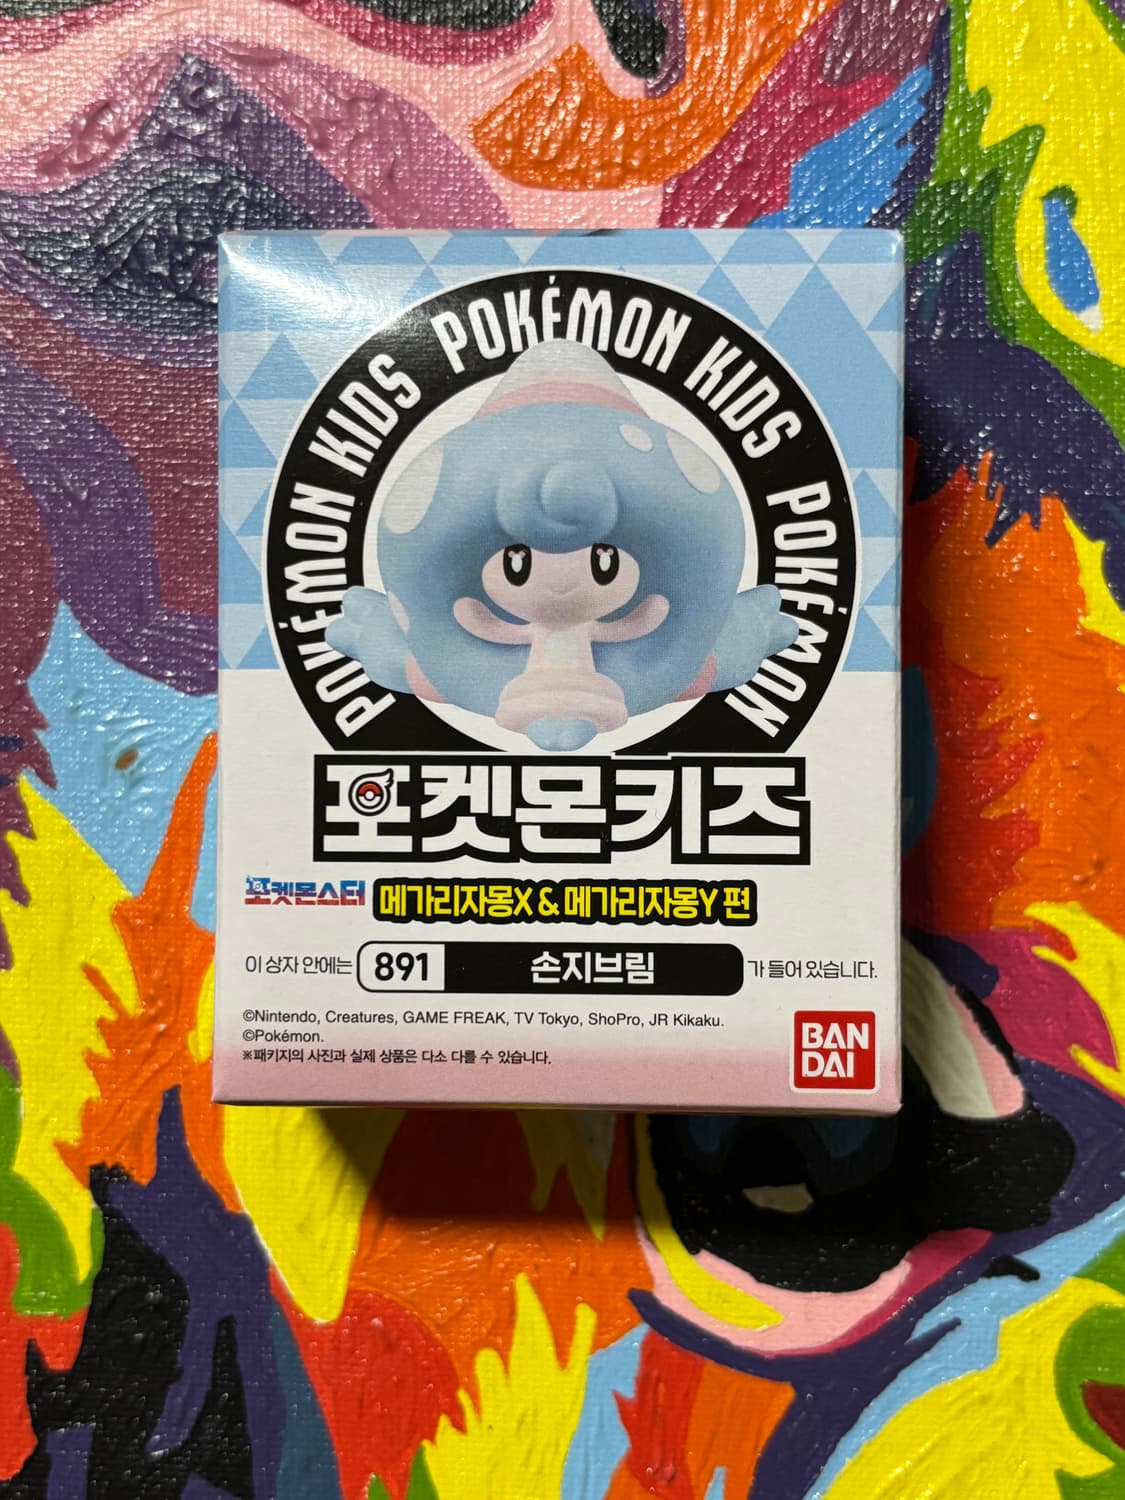 POKÉMON KIDS POKÉMON KIDS POKÉMON
포켓몬키즈
포켓몬스터 메가리자몽X & 메가리자몽Y 편
이 상자 안에는 891 손지브림 가 들어 있습니다.
©Nintendo, Creatures, GAME FREAK, TV Tokyo, ShoPro, JR Kikaku.
©Pokémon.
※패키지의 사진과 실제 상품은 다소 다를 수 있습니다.
BAN
DAI